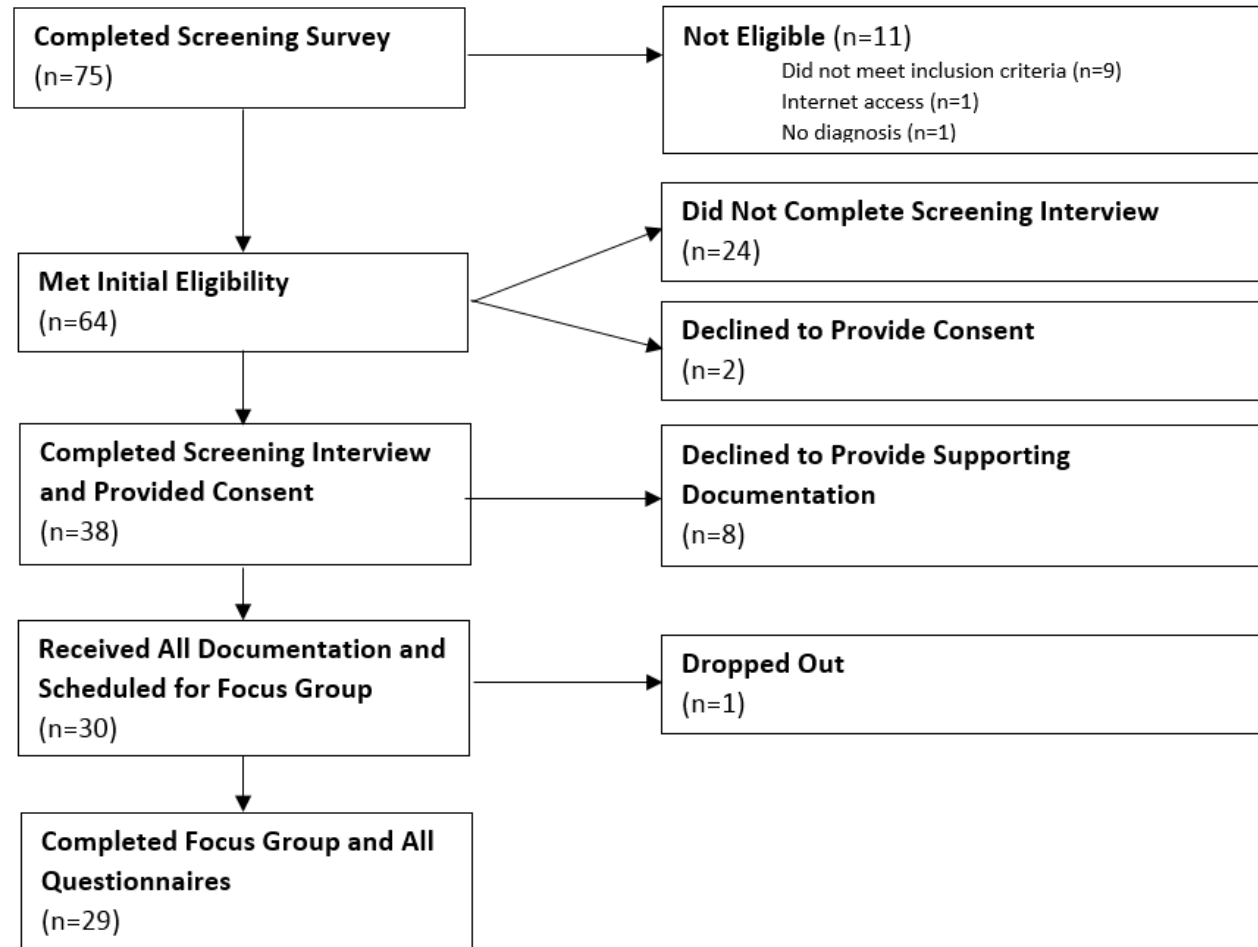 Completed Screening Survey
(n=75)
Not Eligible (n=11)
Did not meet inclusion criteria (n=9)
Internet access (n=1)
No diagnosis (n=1)
Did Not Complete Screening Interview
(n=24)
Met Initial Eligibility
(n=64)
Declined to Provide Consent
(n=2)
Completed Screening Interview
and Provided Consent
(n=38)
Declined to Provide Supporting
Documentation
(n=8)
Received All Documentation and
Scheduled for Focus Group
(n=30)
Dropped Out
(n=1)
Completed Focus Group and All
Questionnaires
(n=29)